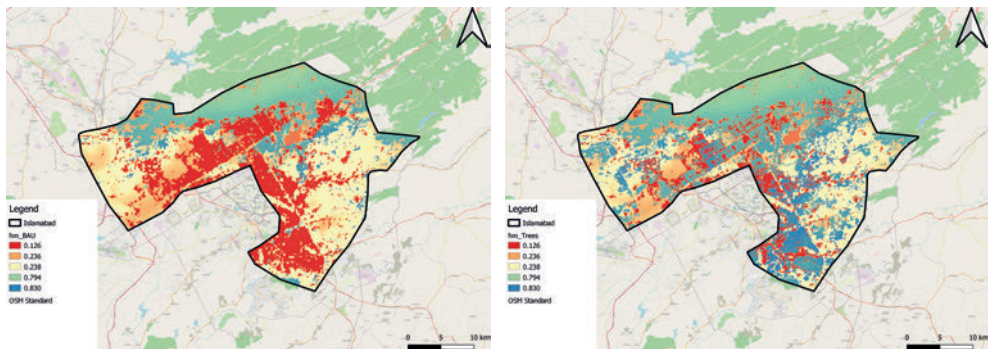 Legend
Islamabad
hm_BAU
0.126
0.236
0.238
0.794
0.830
OSM Standard
0 5 10 km
Legend
Islamabad
hm_Trees
0.126
0.236
0.238
0.794
0.830
OSM Standard
0 5 10 km